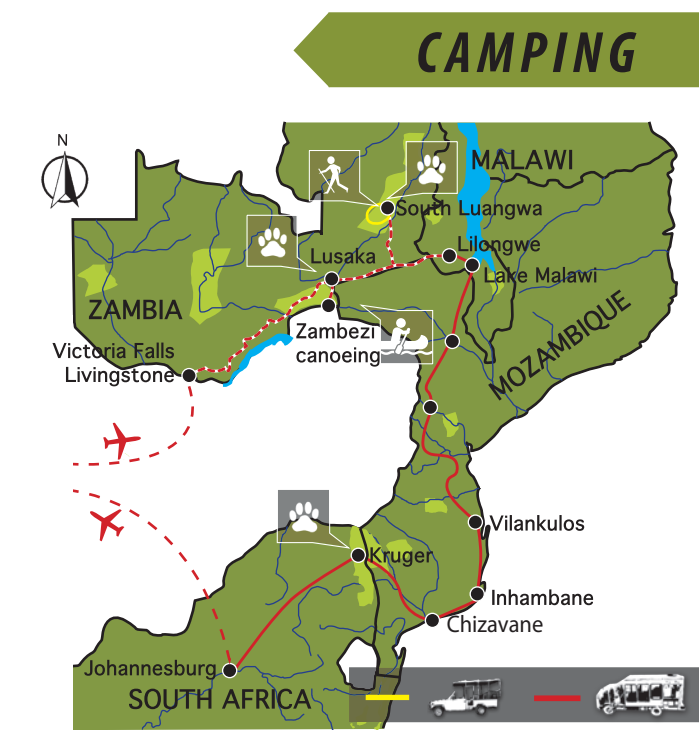 CAMPING
N
MALAWI
South Luangwa
Lusaka
Lilongwe
Lake Malawi
ZAMBIA
Zambezi
canoeing
MOZAMBIQUE
Victoria Falls
Livingstone
Vilankulos
Kruger
Inhambane
Chizavane
Johannesburg
SOUTH AFRICA